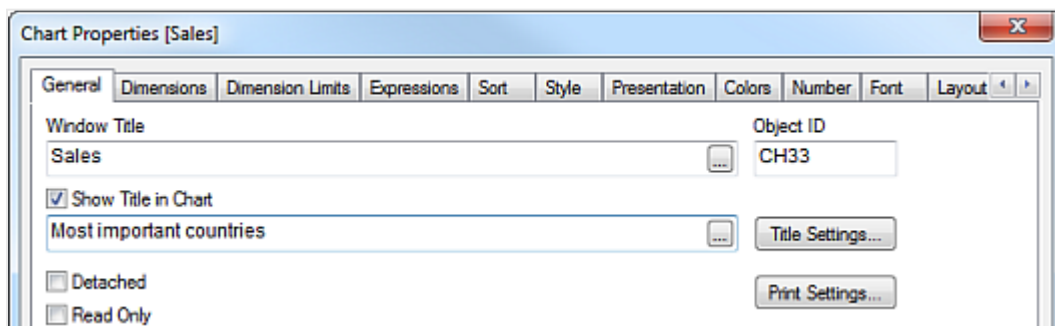 Chart Properties [Sales]
General Dimensions Dimension Limits Expressions Sort Style Presentation Colors Number Font Layout
Window Title Object ID
Sales ... CH33
Show Title in Chart
Most important countries ... Title Settings...
Detached Print Settings...
Read Only